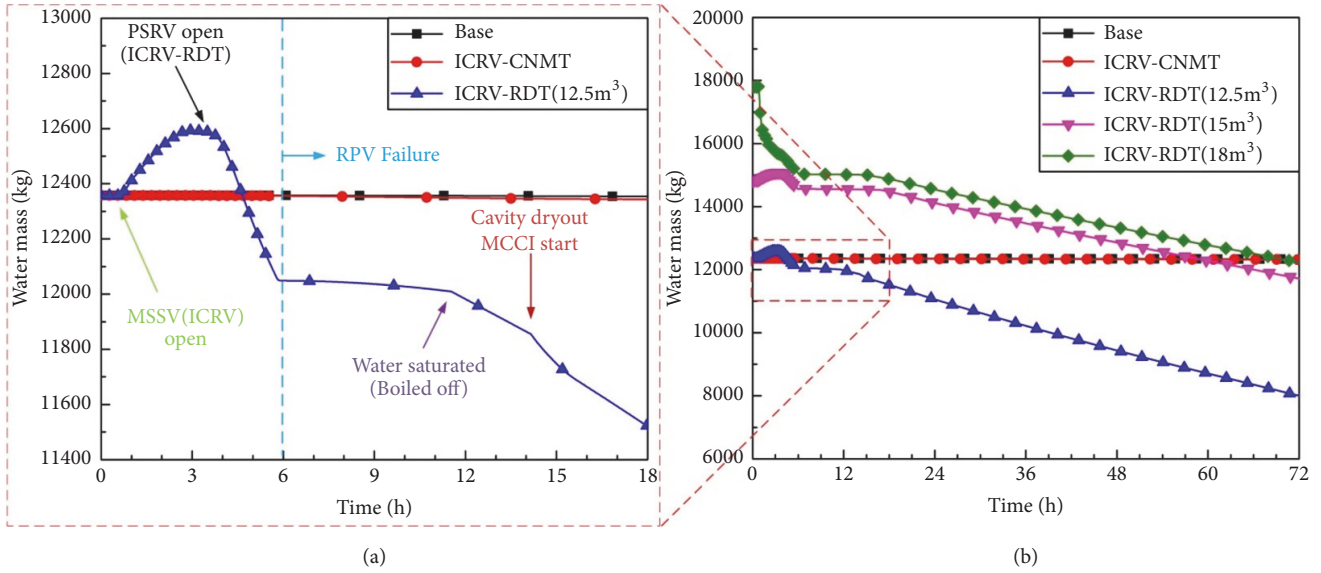 13000
12800
12600
12400
12200
12000
11800
11600
11400
Water mass (kg)
PSRV open
(ICRV-RDT)
Base
ICRV-CNMT
ICRV-RDT(12.5m³)
RPV Failure
MSSV(ICRV)
open
Cavity dryout
MCCI start
Water saturated
(Boiled off)
0 3 6 9 12 15 18
Time (h)
(a)
20000
18000
16000
14000
12000
10000
8000
6000
Water mass (kg)
Base
ICRV-CNMT
ICRV-RDT(12.5m³)
ICRV-RDT(15m³)
ICRV-RDT(18m³)
0 12 24 36 48 60 72
Time (h)
(b)